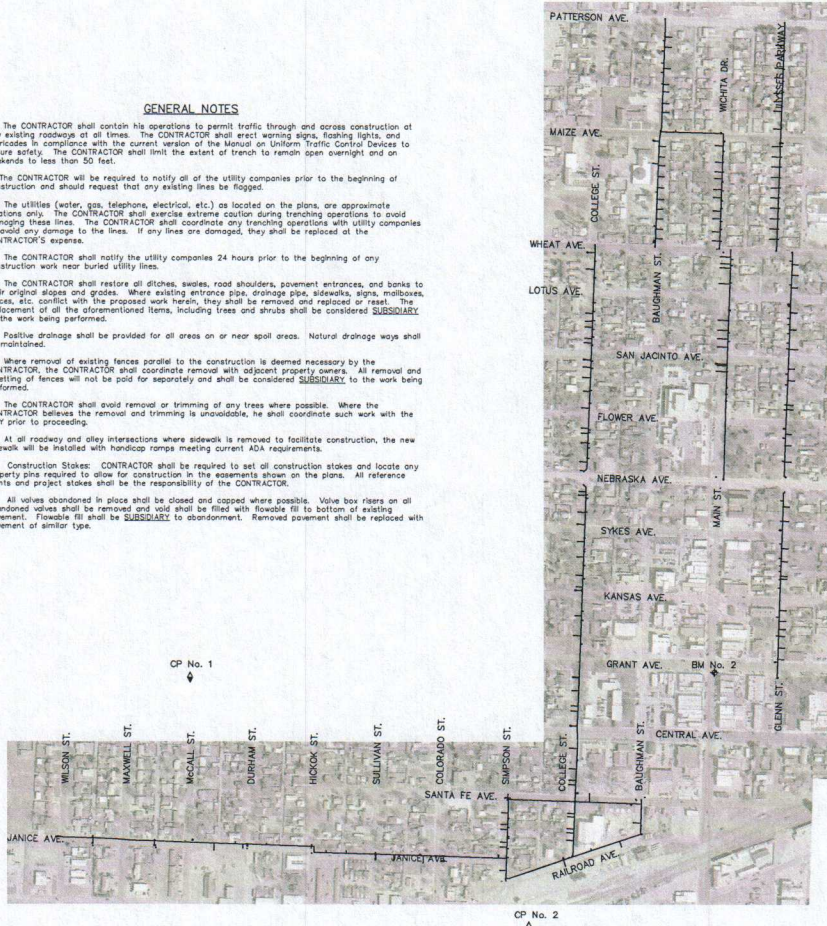 GENERAL NOTES
The CONTRACTOR shall contain his operations to permit traffic through and across construction at
existing roadways at all times. The CONTRACTOR shall erect warning signs, flashing lights, and
in compliance with the current version of the Manual on Uniform Traffic Control Devices to
safety. The CONTRACTOR shall limit the extent of trench to remain open overnight and on
to less than 50 feet.
The CONTRACTOR will be required to notify all of the utility companies prior to the beginning of
and should request that any existing lines be flagged.
The utilities (water, gas, telephone, electrical, etc.) as located on the plans, are approximate
only. The CONTRACTOR shall exercise extreme caution during trenching operations to avoid
these lines. The CONTRACTOR shall coordinate any trenching operations with utility companies
any damage to the lines. If any lines are damaged, they shall be replaced at the
expense.
The CONTRACTOR shall notify the utility companies 24 hours prior to the beginning of any
work near buried utility lines.
The CONTRACTOR shall restore all ditches, swales, road shoulders, pavement entrances, and banks to
original slopes and grades. Where existing entrance pipe, drainage pipe, sidewalks, signs, mailboxes,
etc. conflict with the proposed work herein, they shall be removed and replaced or reset. The
of all the aforementioned items, including trees and shrubs shall be considered SUBSIDIARY
the work being performed.
Positive drainage shall be provided for all areas on or near spoil areas. Natural drainage ways shall
maintained.
Where removal of existing fences parallel to the construction is deemed necessary by the
the CONTRACTOR shall coordinate removal with adjacent property owners. All removal and
of fences will not be paid for separately and shall be considered SUBSIDIARY to the work being
The CONTRACTOR shall avoid removal or trimming of any trees where possible. Where the
believes the removal and trimming is unavoidable, he shall coordinate such work with the
prior to proceeding.
At all roadway and alley intersections where sidewalk is removed to facilitate construction, the new
will be installed with handicap ramps meeting current ADA requirements.
Construction Stakes: CONTRACTOR shall be required to set all construction stakes and locate any
pins required to allow for construction in the easements shown on the plans. All reference
and project stakes shall be the responsibility of the CONTRACTOR.
All valves abandoned in place shall be closed and capped where possible. Valve box risers on all
valves shall be removed and void shall be filled with flowable fill to bottom of existing
Flowable fill shall be SUBSIDIARY to abandonment. Removed pavement shall be replaced with
of similar type.
PATTERSON AVE.
WICHITA DR.
ULYSSES PARKWAY
MAIZE AVE.
COLLEGE ST.
WHEAT AVE.
LOTUS AVE.
BAUGHMAN ST.
SAN JACINTO AVE.
FLOWER AVE.
NEBRASKA AVE.
MAIN ST.
SYKES AVE.
KANSAS AVE.
CP No. 1
GRANT AVE.
BM No. 2
GLENN ST.
CENTRAL AVE.
WILSON ST.
MAXWELL ST.
McCALL ST.
DURHAM ST.
HICKOK ST.
SULLIVAN ST.
COLORADO ST.
SIMPSON ST.
COLLEGE ST.
BAUGHMAN ST.
SANTA FE AVE.
JANICE AVE.
JANICE AVE.
RAILROAD AVE.
CP No. 2